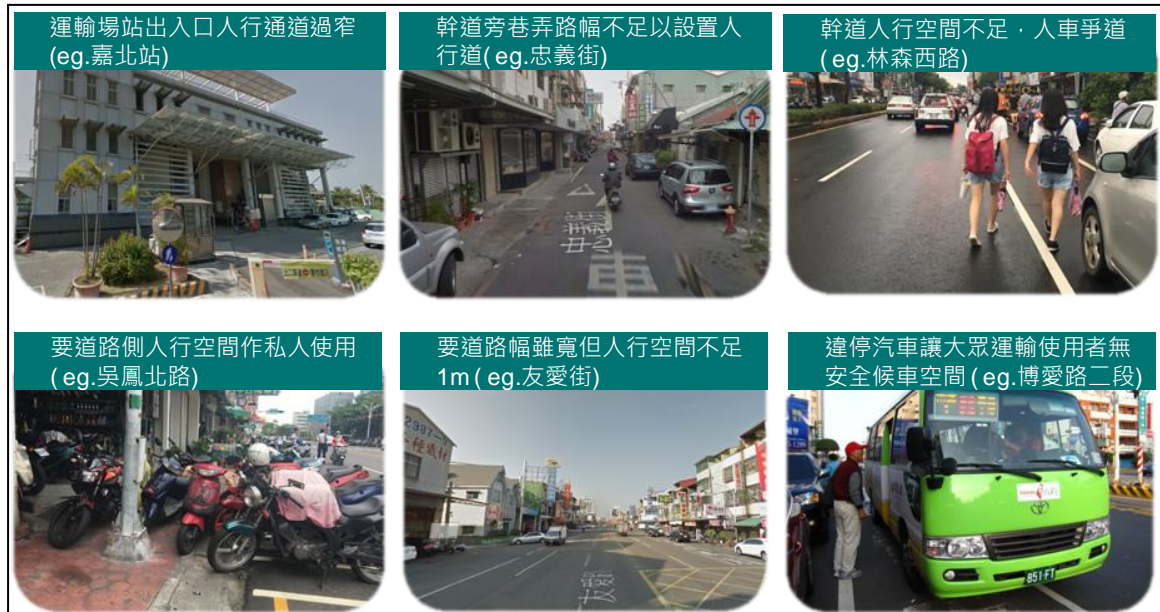 運輸場站出入口人行通道過窄
(eg.嘉北站)
幹道旁巷弄路幅不足以設置人
行道(eg.忠義街)
幹道人行空間不足，人車爭道
(eg.林森西路)
忠義街
要道路側人行空間作私人使用
(eg.吳鳳北路)
要道路幅雖寬但人行空間不足
1m(eg.友愛街)
違停汽車讓大眾運輸使用者無
安全候車空間(eg.博愛路二段)
友愛
851-FT